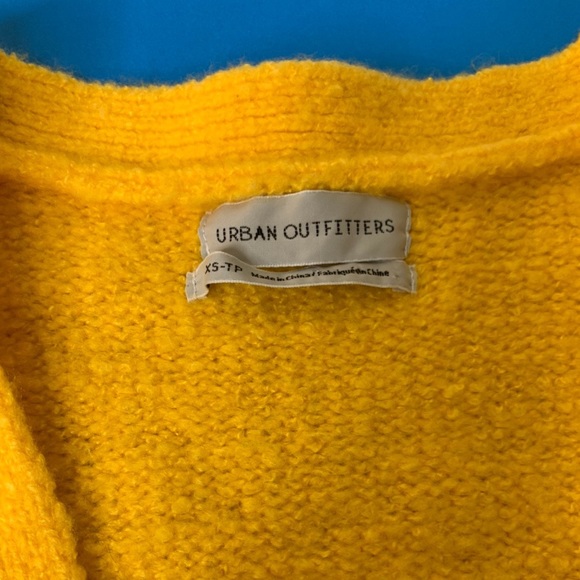 URBAN OUTFITTERS
XS-TP Made in China / Fabriqué en Chine